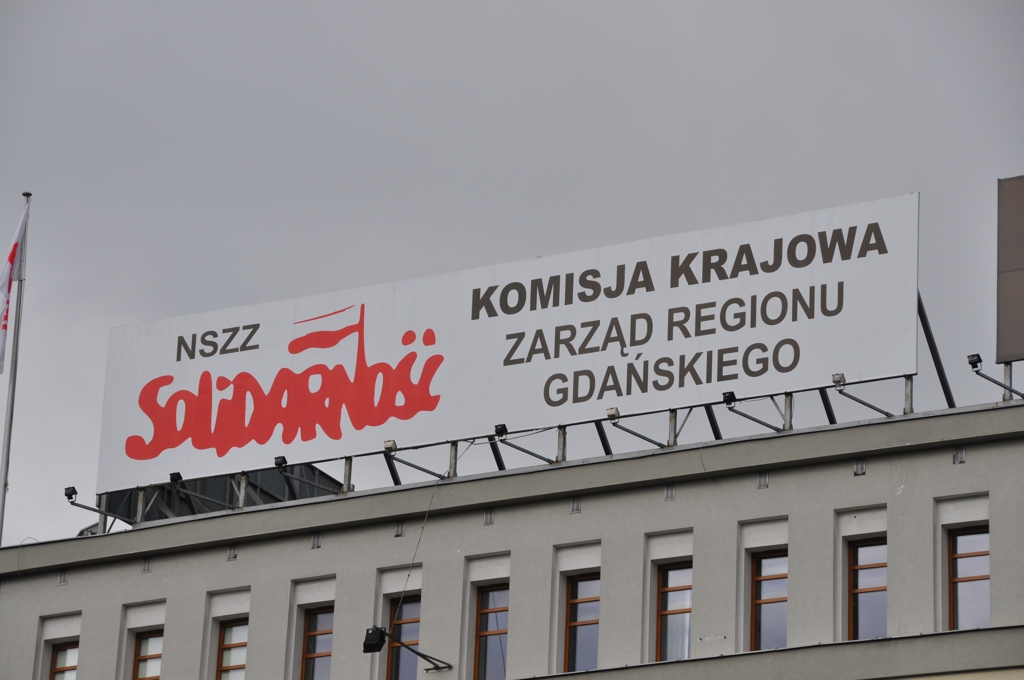 NSZZ
SOLIDARNOŚĆ
KOMISJA KRAJOWA
ZARZĄD REGIONU
GDAŃSKIEGO